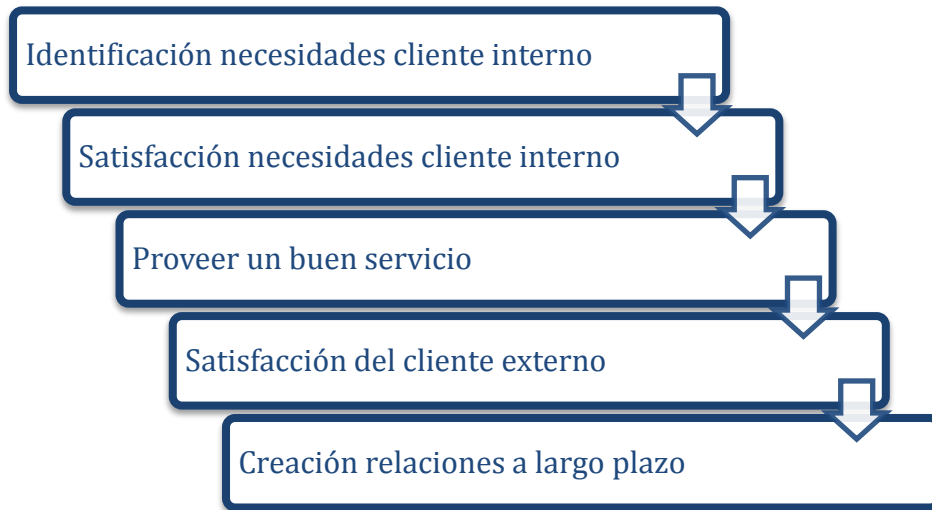 Identificación necesidades cliente interno
Satisfacción necesidades cliente interno
Proveer un buen servicio
Satisfacción del cliente externo
Creación relaciones a largo plazo